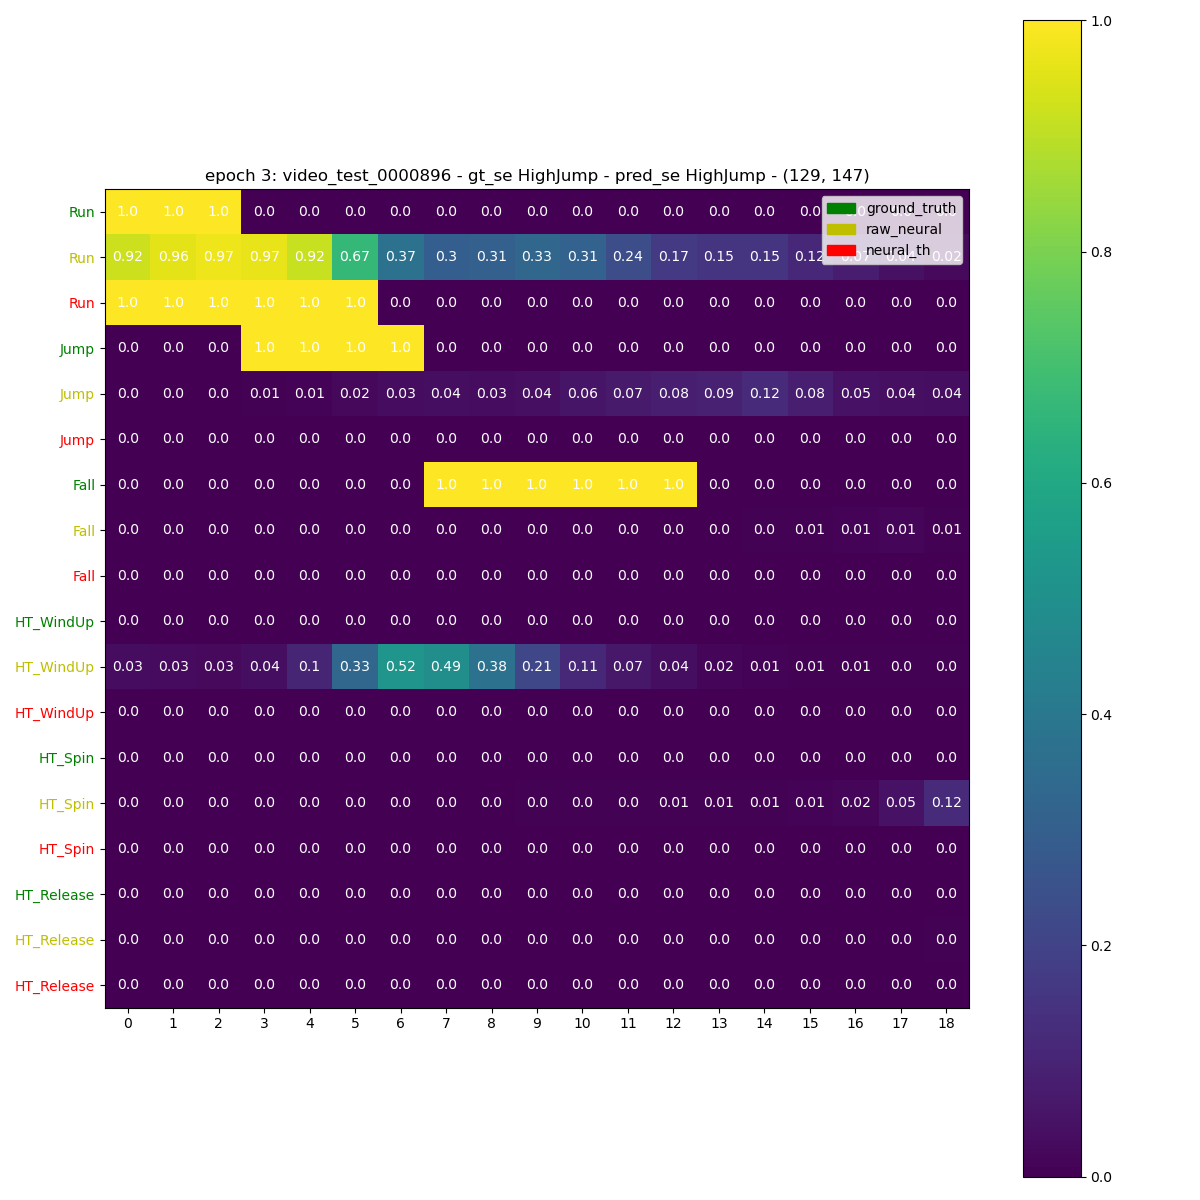 epoch 3: video_test_0000896 - gt_se HighJump - pred_se HighJump - (129, 147)
ground_truth
raw_neural
neural_th
Run 1.0 1.0 1.0 0.0 0.0 0.0 0.0 0.0 0.0 0.0 0.0 0.0 0.0 0.0 0.0 0.0
Run 0.92 0.96 0.97 0.97 0.92 0.67 0.37 0.3 0.31 0.33 0.31 0.24 0.17 0.15 0.15 0.12 0.02
Run 1.0 1.0 1.0 1.0 1.0 1.0 0.0 0.0 0.0 0.0 0.0 0.0 0.0 0.0 0.0 0.0 0.0 0.0 0.0
Jump 0.0 0.0 0.0 1.0 1.0 1.0 1.0 0.0 0.0 0.0 0.0 0.0 0.0 0.0 0.0 0.0 0.0 0.0 0.0
Jump 0.0 0.0 0.0 0.01 0.01 0.02 0.03 0.04 0.03 0.04 0.06 0.07 0.08 0.09 0.12 0.08 0.05 0.04 0.04
Jump 0.0 0.0 0.0 0.0 0.0 0.0 0.0 0.0 0.0 0.0 0.0 0.0 0.0 0.0 0.0 0.0 0.0 0.0 0.0
Fall 0.0 0.0 0.0 0.0 0.0 0.0 0.0 1.0 1.0 1.0 1.0 1.0 1.0 0.0 0.0 0.0 0.0 0.0 0.0
Fall 0.0 0.0 0.0 0.0 0.0 0.0 0.0 0.0 0.0 0.0 0.0 0.0 0.0 0.0 0.0 0.01 0.01 0.01 0.01
Fall 0.0 0.0 0.0 0.0 0.0 0.0 0.0 0.0 0.0 0.0 0.0 0.0 0.0 0.0 0.0 0.0 0.0 0.0 0.0
HT_WindUp 0.0 0.0 0.0 0.0 0.0 0.0 0.0 0.0 0.0 0.0 0.0 0.0 0.0 0.0 0.0 0.0 0.0 0.0 0.0
HT_WindUp 0.03 0.03 0.03 0.04 0.1 0.33 0.52 0.49 0.38 0.21 0.11 0.07 0.04 0.02 0.01 0.01 0.01 0.0 0.0
HT_WindUp 0.0 0.0 0.0 0.0 0.0 0.0 0.0 0.0 0.0 0.0 0.0 0.0 0.0 0.0 0.0 0.0 0.0 0.0 0.0
HT_Spin 0.0 0.0 0.0 0.0 0.0 0.0 0.0 0.0 0.0 0.0 0.0 0.0 0.0 0.0 0.0 0.0 0.0 0.0 0.0
HT_Spin 0.0 0.0 0.0 0.0 0.0 0.0 0.0 0.0 0.0 0.0 0.0 0.0 0.01 0.01 0.01 0.01 0.02 0.05 0.12
HT_Spin 0.0 0.0 0.0 0.0 0.0 0.0 0.0 0.0 0.0 0.0 0.0 0.0 0.0 0.0 0.0 0.0 0.0 0.0 0.0
HT_Release 0.0 0.0 0.0 0.0 0.0 0.0 0.0 0.0 0.0 0.0 0.0 0.0 0.0 0.0 0.0 0.0 0.0 0.0 0.0
HT_Release 0.0 0.0 0.0 0.0 0.0 0.0 0.0 0.0 0.0 0.0 0.0 0.0 0.0 0.0 0.0 0.0 0.0 0.0 0.0
HT_Release 0.0 0.0 0.0 0.0 0.0 0.0 0.0 0.0 0.0 0.0 0.0 0.0 0.0 0.0 0.0 0.0 0.0 0.0 0.0
0 1 2 3 4 5 6 7 8 9 10 11 12 13 14 15 16 17 18
1.0
0.8
0.6
0.4
0.2
0.0